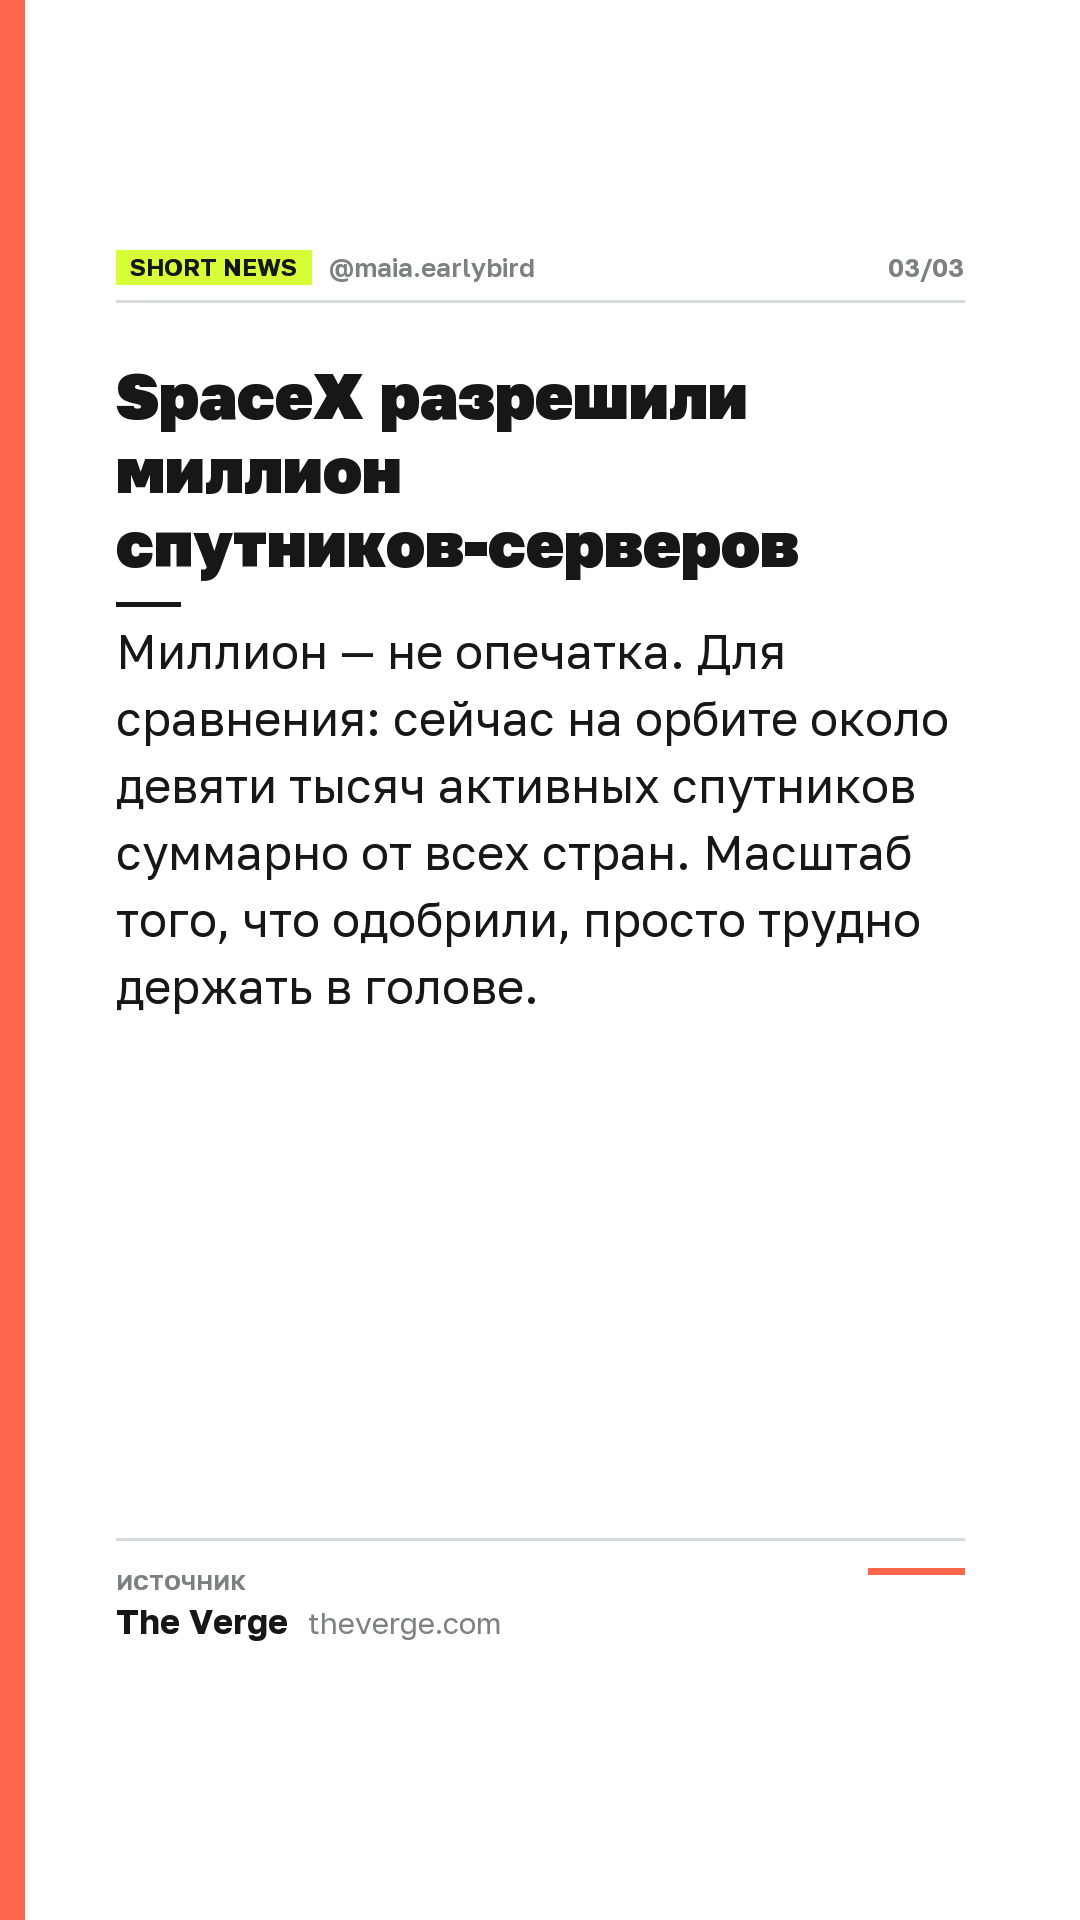 SHORT NEWS @maia.earlybird 03/03
SpaceX разрешили
миллион
спутников-серверов
Миллион — не опечатка. Для
сравнения: сейчас на орбите около
девяти тысяч активных спутников
суммарно от всех стран. Масштаб
того, что одобрили, просто трудно
держать в голове.
источник
The Verge theverge.com